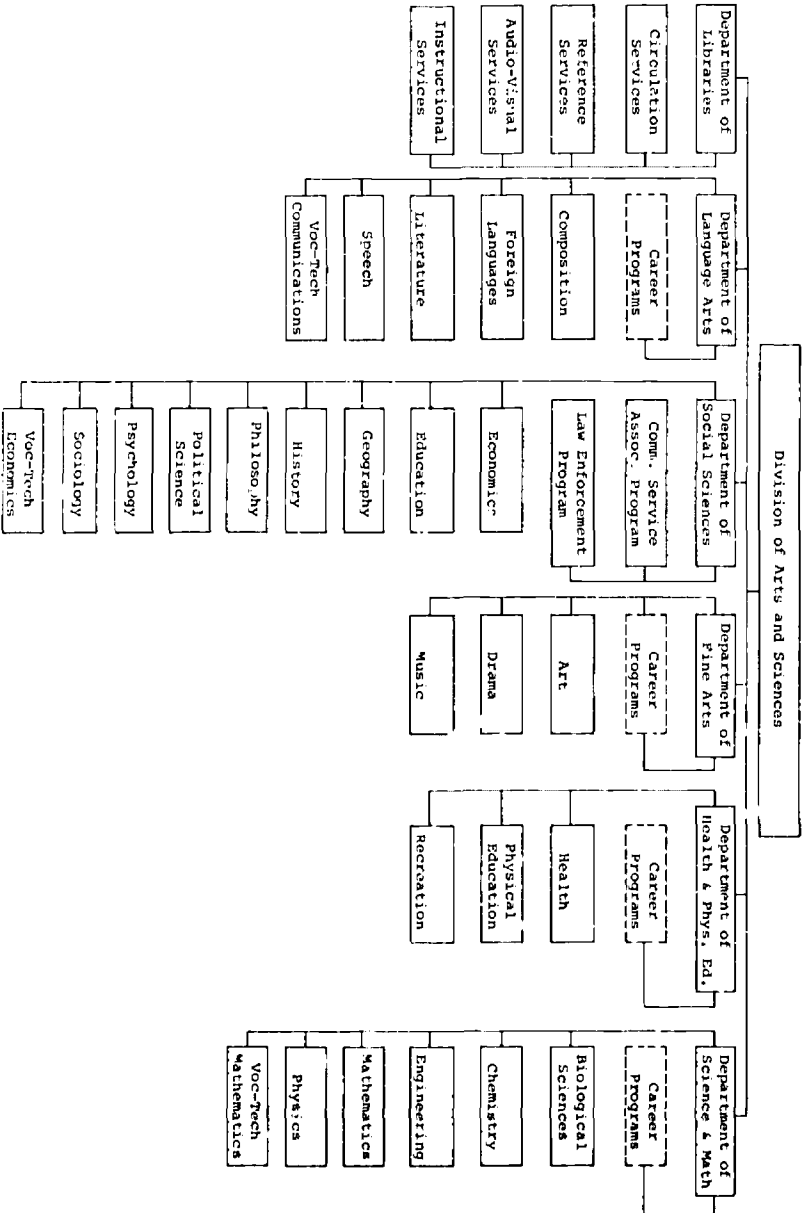 Division of Arts and Sciences
Department of
Libraries
Circulation
Services
Reference
Services
Audio-Visual
Services
Instructional
Services
Department of
Language Arts
Career
Programs
Composition
Foreign
Languages
Literature
Speech
Voc-Tech
Communications
Department of
Social Sciences
Comm. Service
Assoc. Program
Law Enforcement
Program
Economics
Education
Geography
History
Philosophy
Political
Science
Psychology
Sociology
Voc-Tech
Economics
Department of
Fine Arts
Career
Programs
Art
Drama
Music
Department of
Health & Phys. Ed.
Career
Programs
Health
Physical
Education
Recreation
Department of
Science & Math
Career
Programs
Biological
Sciences
Chemistry
Engineering
Mathematics
Physics
Voc-Tech
Mathematics